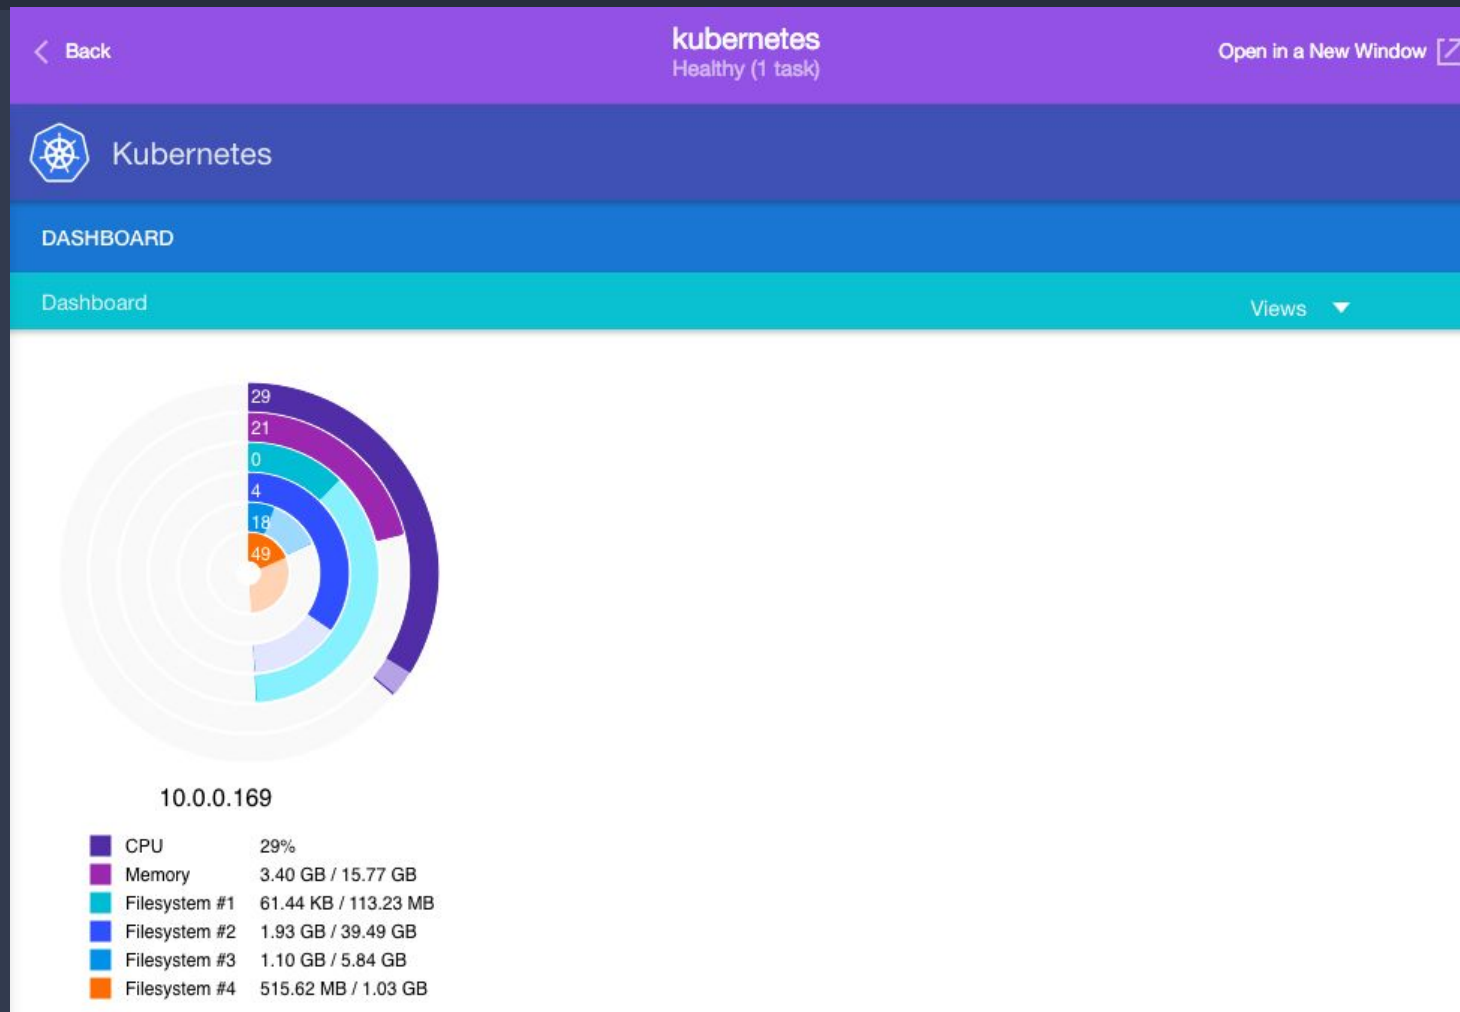 Back
kubernetes
Healthy (1 task)
Open in a New Window
Kubernetes
DASHBOARD
Dashboard
Views
29
21
0
4
18
49
10.0.0.169
CPU 29%
Memory 3.40 GB / 15.77 GB
Filesystem #1 61.44 KB / 113.23 MB
Filesystem #2 1.93 GB / 39.49 GB
Filesystem #3 1.10 GB / 5.84 GB
Filesystem #4 515.62 MB / 1.03 GB